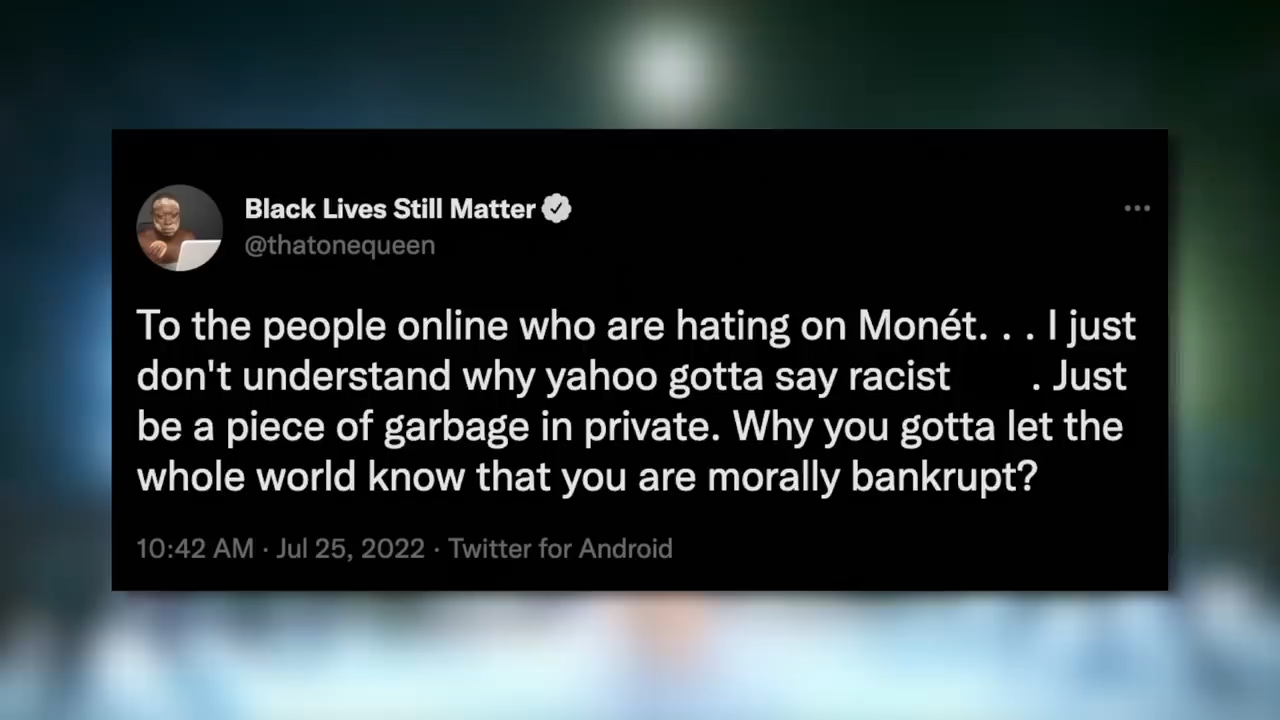 Black Lives Still Matter
@thatonequeen
To the people online who are hating on Monét. . . I just
don't understand why yahoo gotta say racist . Just
be a piece of garbage in private. Why you gotta let the
whole world know that you are morally bankrupt?
10:42 AM · Jul 25, 2022 · Twitter for Android